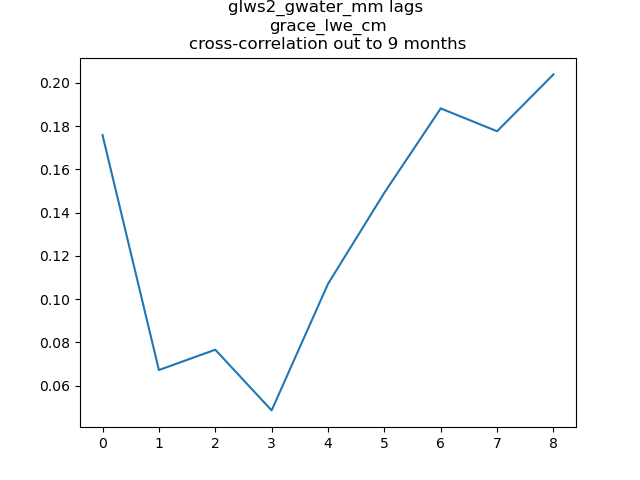 glws2_gwater_mm lags
grace_lwe_cm
cross-correlation out to 9 months
0.20
0.18
0.16
0.14
0.12
0.10
0.08
0.06
0 1 2 3 4 5 6 7 8